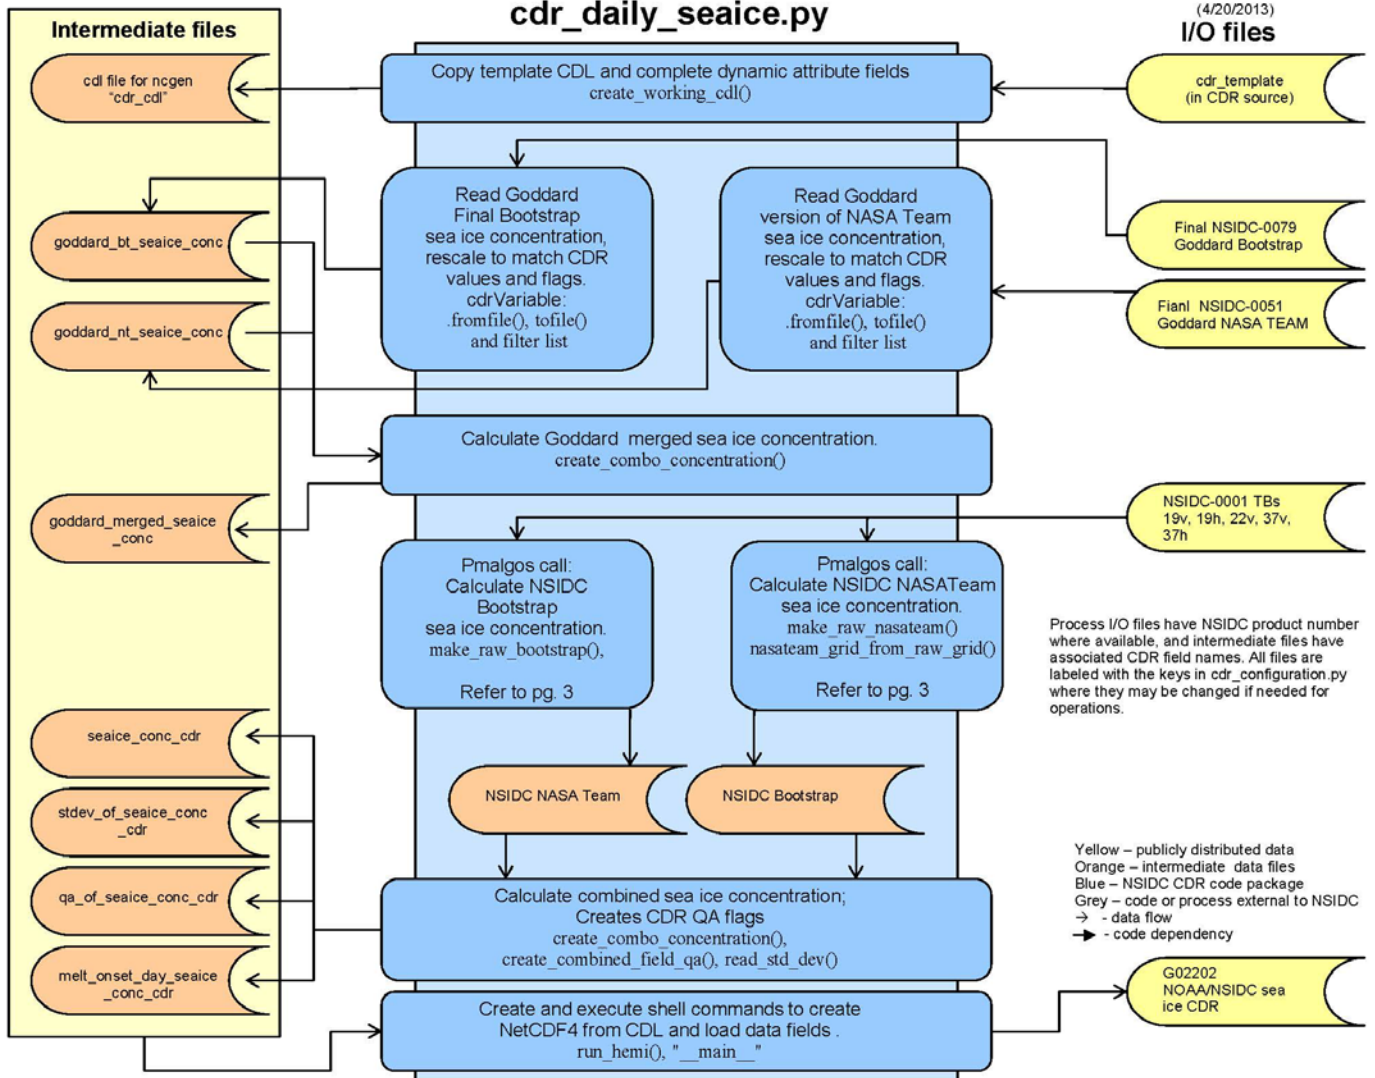 cdr_daily_seaice.py
(4/20/2013)
I/O files
Intermediate files
cdl file for ncgen
"cdr_cdl"
Copy template CDL and complete dynamic attribute fields
create_working_cdl()
cdr_template
(in CDR source)
goddard_bt_seaice_conc
goddard_nt_seaice_conc
Read Goddard
Final Bootstrap
sea ice concentration,
rescale to match CDR
values and flags.
cdrVariable:
.fromfile(), tofile()
and filter list
Read Goddard
version of NASA Team
sea ice concentration,
rescale to match CDR
values and flags.
cdrVariable:
.fromfile(), tofile()
and filter list
Final NSIDC-0079
Goddard Bootstrap
Fianl  NSIDC-0051
Goddard NASA TEAM
Calculate Goddard  merged sea ice concentration.
create_combo_concentration()
goddard_merged_seaice
_conc
NSIDC-0001 TBs
19v, 19h, 22v, 37v,
37h
Pmalgos call:
Calculate NSIDC
Bootstrap
sea ice concentration.
make_raw_bootstrap(),
Refer to pg. 3
Pmalgos call:
Calculate NSIDC NASATeam
sea ice concentration.
make_raw_nasateam()
nasateam_grid_from_raw_grid()
Refer to pg. 3
Process I/O files have NSIDC product number
where available, and intermediate files have
associated CDR field names. All files are
labeled with the keys in cdr_configuration.py
where they may be changed if needed for
operations.
seaice_conc_cdr
stdev_of_seaice_conc
_cdr
qa_of_seaice_conc_cdr
melt_onset_day_seaice
_conc_cdr
NSIDC NASA Team
NSIDC Bootstrap
Calculate combined sea ice concentration;
Creates CDR QA flags
create_combo_concentration(),
create_combined_field_qa(), read_std_dev()
Yellow – publicly distributed data
Orange – intermediate  data files
Blue – NSIDC CDR code package
Grey – code or process external to NSIDC
→ - data flow
→ - code dependency
Create and execute shell commands to create
NetCDF4 from CDL and load data fields .
run_hemi(), "__main__"
G02202
NOAA/NSIDC sea
ice CDR